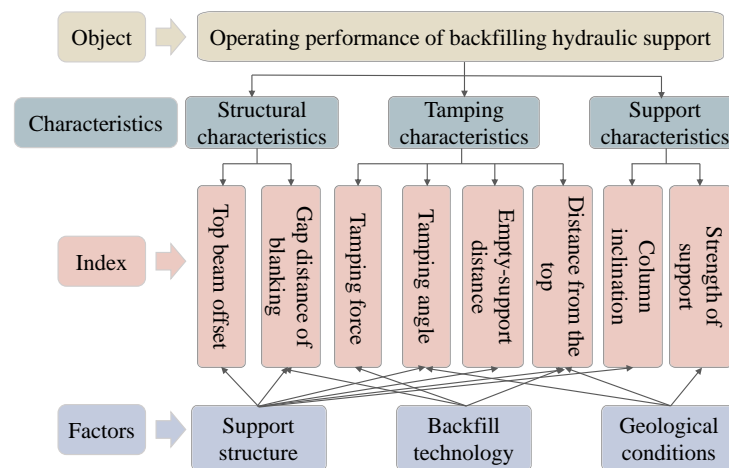 Object
Operating performance of backfilling hydraulic support
Characteristics
Structural
characteristics
Tamping
characteristics
Support
characteristics
Index
Top beam offset
Gap distance of
blanking
Tamping force
Tamping angle
Empty-support
distance
Distance from the
top
Column
inclination
Strength of
support
Factors
Support
structure
Backfill
technology
Geological
conditions